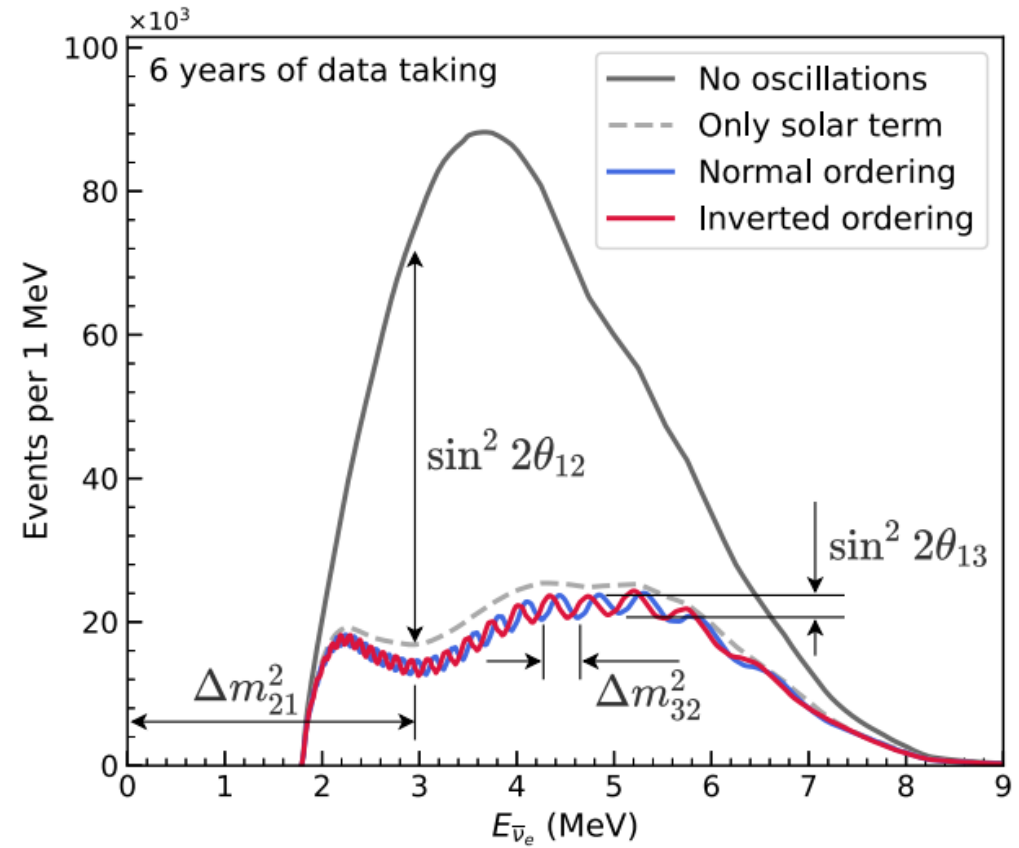 ×10³
100
80
60
40
20
0
Events per 1 MeV
6 years of data taking
No oscillations
Only solar term
Normal ordering
Inverted ordering
sin² 2θ₁₂
sin² 2θ₁₃
Δm²₂₁
Δm²₃₂
0 1 2 3 4 5 6 7 8 9
E_ν̅ₑ (MeV)